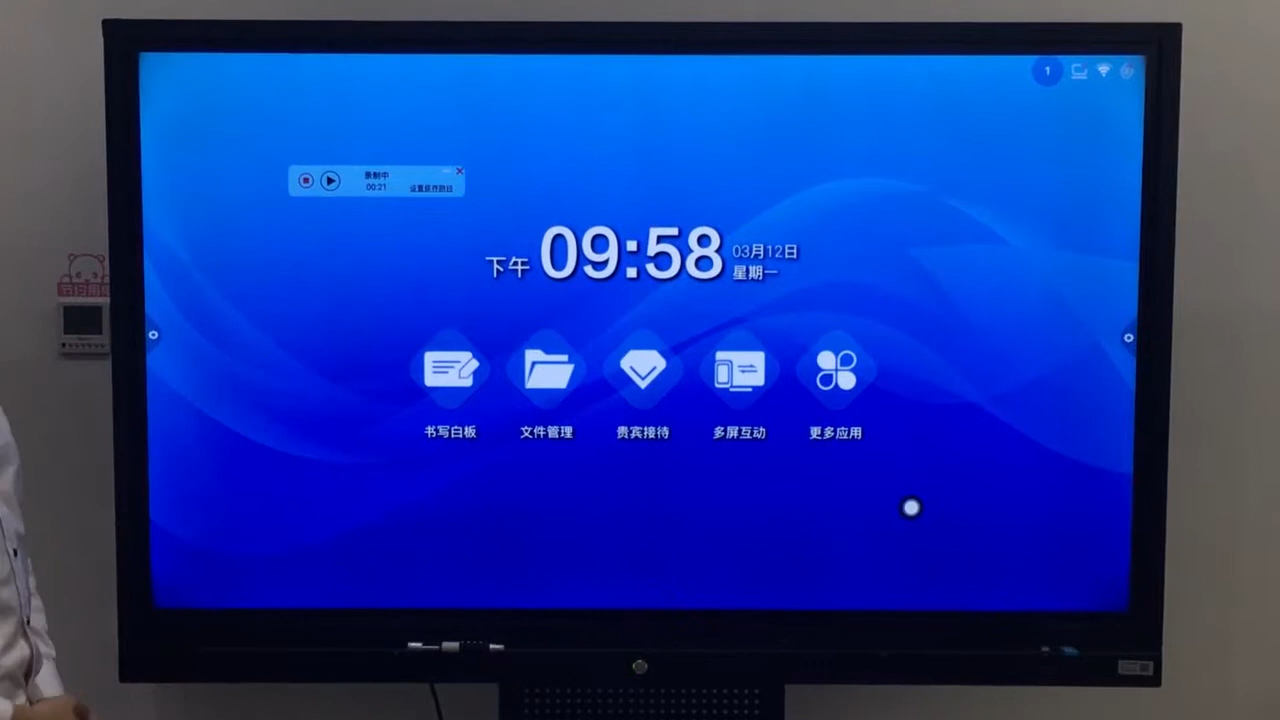 1
录制中
00:21
设置保存路径
下午 09:58
03月12日
星期一
书写白板
文件管理
贵宾接待
多屏互动
更多应用